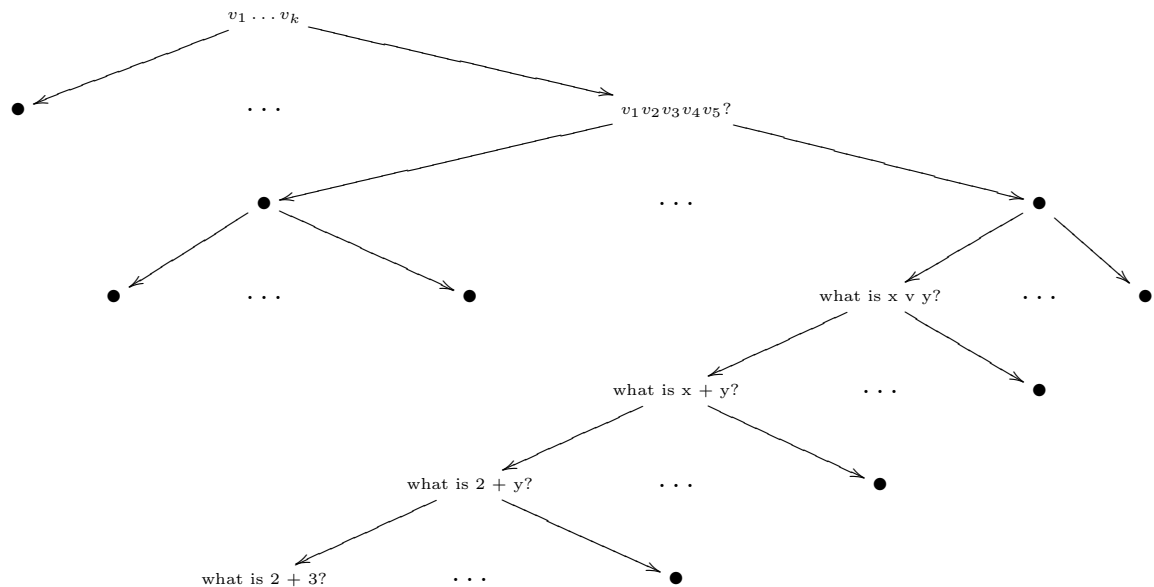 v₁ . . . vₖ
. . .
v₁v₂v₃v₄v₅?
. . .
. . .
what is x v y?
. . .
what is x + y?
. . .
what is 2 + y?
. . .
what is 2 + 3?
. . .